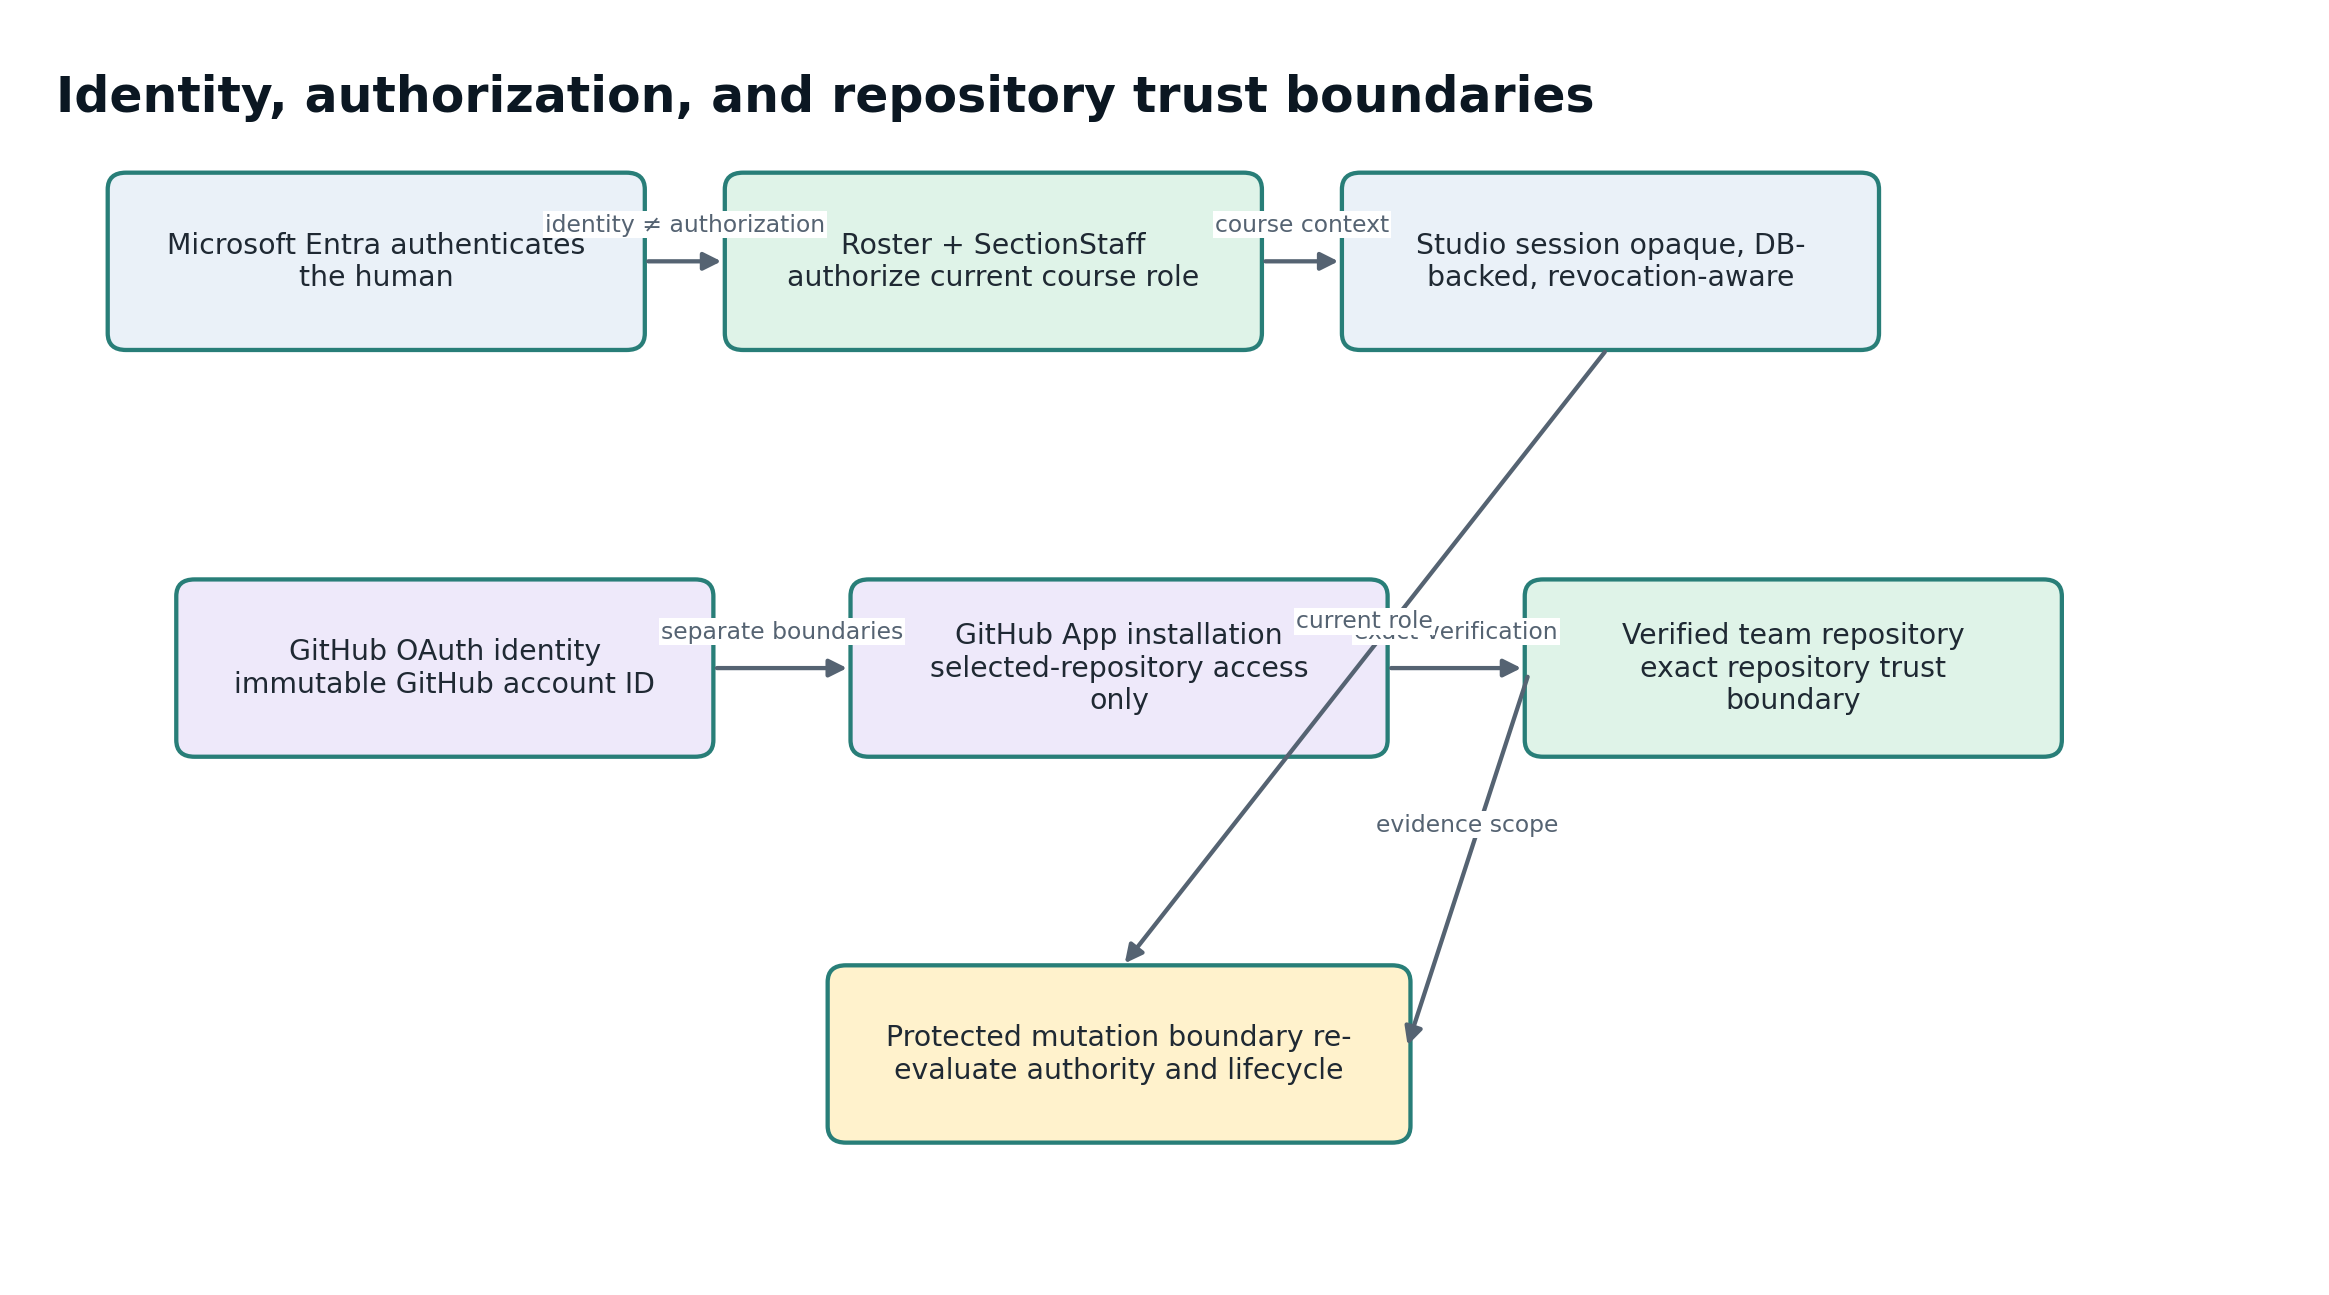 Identity, authorization, and repository trust boundaries
Microsoft Entra authenticates
the human
identity ≠ authorization
Roster + SectionStaff
authorize current course role
course context
Studio session opaque, DB-
backed, revocation-aware
GitHub OAuth identity
immutable GitHub account ID
separate boundaries
GitHub App installation
selected-repository access
only
current role
exact verification
Verified team repository
exact repository trust
boundary
evidence scope
Protected mutation boundary re-
evaluate authority and lifecycle